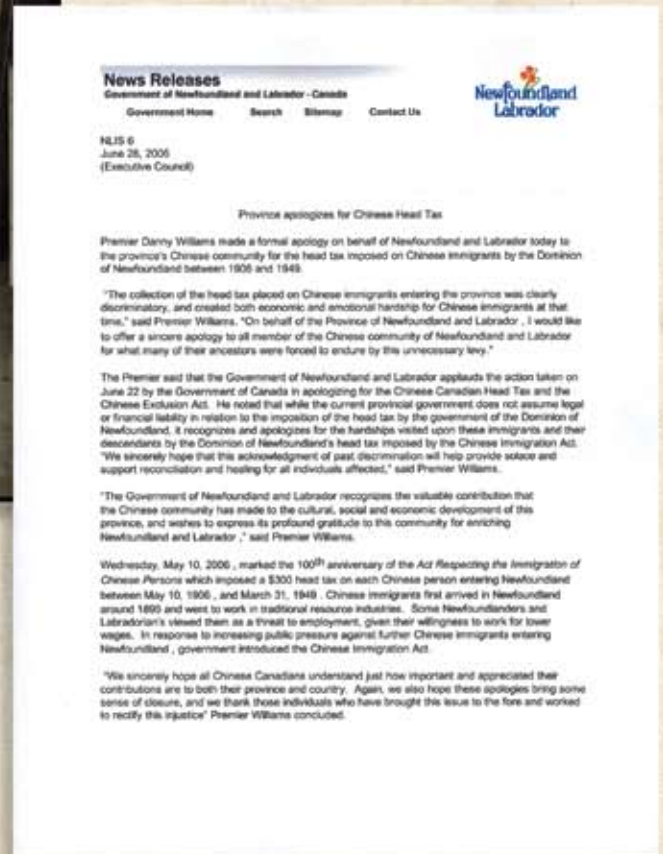 News Releases
Government of Newfoundland and Labrador - Canada
Government Home Search Sitemap Contact Us
Newfoundland
Labrador
NLIS 6
June 28, 2006
(Executive Council)
Province apologizes for Chinese Head Tax
Premier Danny Williams made a formal apology on behalf of Newfoundland and Labrador today to
the province's Chinese community for the head tax imposed on Chinese immigrants by the Dominion
of Newfoundland between 1906 and 1949.
"The collection of the head tax placed on Chinese immigrants entering the province was clearly
discriminatory, and created both economic and emotional hardship for Chinese immigrants at that
time," said Premier Williams. "On behalf of the Province of Newfoundland and Labrador , I would like
to offer a sincere apology to all member of the Chinese community of Newfoundland and Labrador
for what many of their ancestors were forced to endure by this unnecessary levy."
The Premier said that the Government of Newfoundland and Labrador applauds the action taken on
June 22 by the Government of Canada in apologizing for the Chinese Canadian Head Tax and the
Chinese Exclusion Act. He noted that while the current provincial government does not assume legal
or financial liability in relation to the imposition of the head tax by the government of the Dominion of
Newfoundland, it recognizes and apologizes for the hardships visited upon these immigrants and their
descendants by the Dominion of Newfoundland's head tax imposed by the Chinese Immigration Act.
"We sincerely hope that this acknowledgment of past discrimination will help provide solace and
support reconciliation and healing for all individuals affected," said Premier Williams.
"The Government of Newfoundland and Labrador recognizes the valuable contribution that
the Chinese community has made to the cultural, social and economic development of this
province, and wishes to express its profound gratitude to this community for enriching
Newfoundland and Labrador ," said Premier Williams.
Wednesday, May 10, 2006 , marked the 100th anniversary of the Act Respecting the Immigration of
Chinese Persons which imposed a $300 head tax on each Chinese person entering Newfoundland
between May 10, 1906 , and March 31, 1949 . Chinese immigrants first arrived in Newfoundland
around 1895 and went to work in traditional resource industries. Some Newfoundlanders and
Labradorian's viewed them as a threat to employment, given their willingness to work for lower
wages. In response to increasing public pressure against further Chinese immigrants entering
Newfoundland , government introduced the Chinese Immigration Act.
"We sincerely hope all Chinese Canadians understand just how important and appreciated their
contributions are to both their province and country. Again, we also hope these apologies bring some
sense of closure, and we thank those individuals who have brought this issue to the fore and worked
to rectify this injustice" Premier Williams concluded.